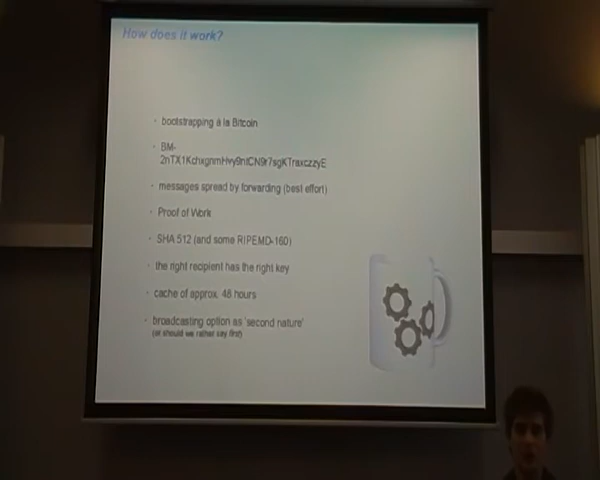 How does it work?
bootstrapping à la Bitcoin
BM-
messages spread by forwarding (best effort)
Proof of Work
SHA 512 (and some RIPEMD-160)
the right recipient has the right key
cache of approx. 48 hours
broadcasting option as 'second nature'
(or should we rather say first)